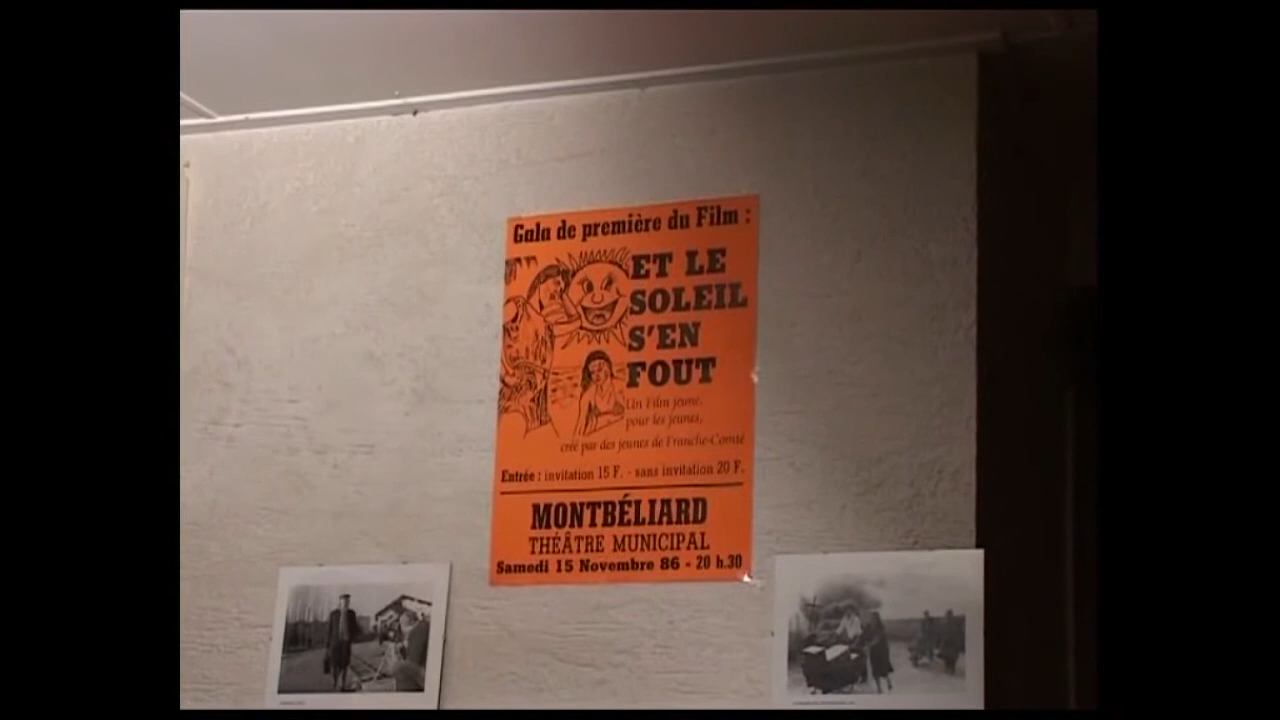 Gala de première du Film :
ET LE
SOLEIL
S'EN
FOUT
Un Film jeune,
pour les jeunes,
créé par des jeunes de Franche-Comté
Entrée : invitation 15 F. - sans invitation 20 F.
MONTBÉLIARD
THÉÂTRE MUNICIPAL
Samedi 15 Novembre 86 - 20 h.30